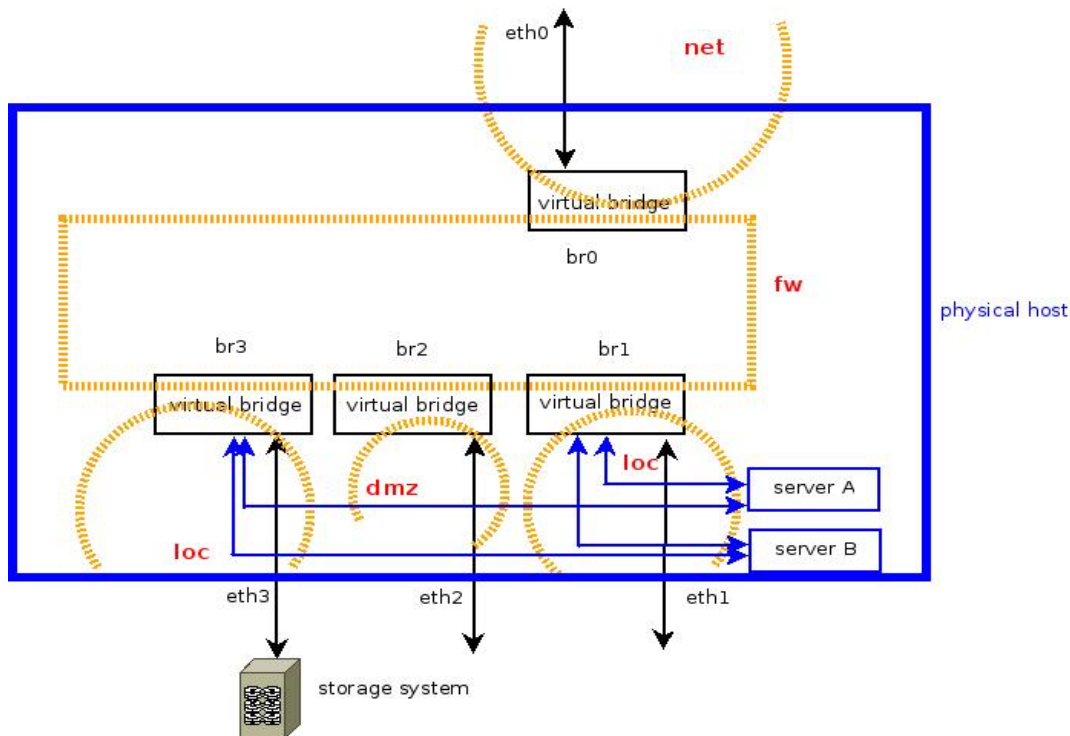 eth0
net
virtual bridge
br0
fw
physical host
br3
br2
br1
virtual bridge
virtual bridge
virtual bridge
loc
dmz
server A
loc
server B
eth3
eth2
eth1
storage system